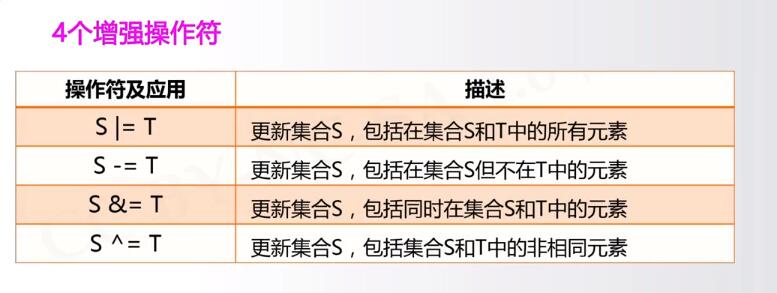 4个增强操作符
操作符及应用 描述
S |= T 更新集合S，包括在集合S和T中的所有元素
S -= T 更新集合S，包括在集合S但不在T中的元素
S &= T 更新集合S，包括同时在集合S和T中的元素
S ^= T 更新集合S，包括集合S和T中的非相同元素